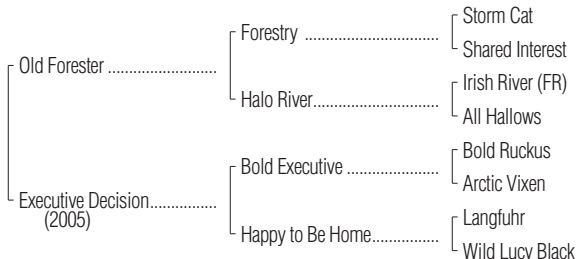 Storm Cat
Forestry ........................
Shared Interest
Old Forester ........................
Irish River (FR)
Halo River........................
All Hallows
Bold Ruckus
Bold Executive ........................
Arctic Vixen
Executive Decision................
(2005)
Langfuhr
Happy to Be Home.................
Wild Lucy Black